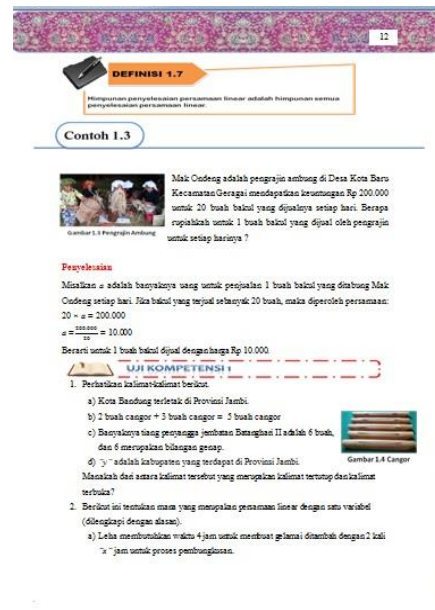 12
DEFINISI 1.7
Himpunan penyelesaian persamaan linear adalah himpunan semua
penyelesaian persamaan linear.
Contoh 1.3
Mak Ondeng adalah pengrajin ambung di Desa Kota Baru
Kecamatan Geragai mendapatkan keuntungan Rp 200.000
untuk 20 buah bakul yang dijualnya setiap hari. Berapa
rupiahkah untuk 1 buah bakul yang dijual oleh pengrajin
untuk setiap harinya ?
Gambar 1.3 Pengrajin Ambung
Penyelesaian
Misalkan a adalah banyaknya uang untuk penjualan 1 buah bakul yang ditabung Mak
Ondeng setiap hari. Jika bakul yang terjual sebanyak 20 buah, maka diperoleh persamaan:
20 × a = 200.000
a = 200.000/20 = 10.000
Berarti untuk 1 buah bakul dijual dengan harga Rp 10.000.
UJI KOMPETENSI 1
1. Perhatikan kalimat-kalimat berikut.
a) Kota Bandung terletak di Provinsi Jambi.
b) 2 buah cangor + 3 buah cangor = 5 buah cangor
c) Banyaknya tiang penyangga jembatan Batanghari II adalah 6 buah,
dan 6 merupakan bilangan genap.
d) "y" adalah kabupaten yang terdapat di Provinsi Jambi.
Gambar 1.4 Cangor
Manakah dari antara kalimat tersebut yang merupakan kalimat tertutup dan kalimat
terbuka?
2. Berikut ini tentukan mana yang merupakan persamaan linear dengan satu variabel
(dilengkapi dengan alasan).
a) Leha membutuhkan waktu 4 jam untuk membuat gelamai ditambah dengan 2 kali
"x" jam untuk proses pembungkusan.